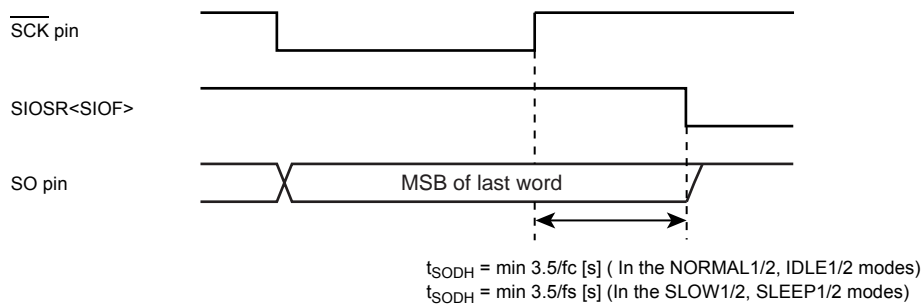 SCK pin
SIOSR<SIOF>
SO pin
MSB of last word
tSODH = min 3.5/fc [s] ( In the NORMAL1/2, IDLE1/2 modes)
tSODH = min 3.5/fs [s] (In the SLOW1/2, SLEEP1/2 modes)